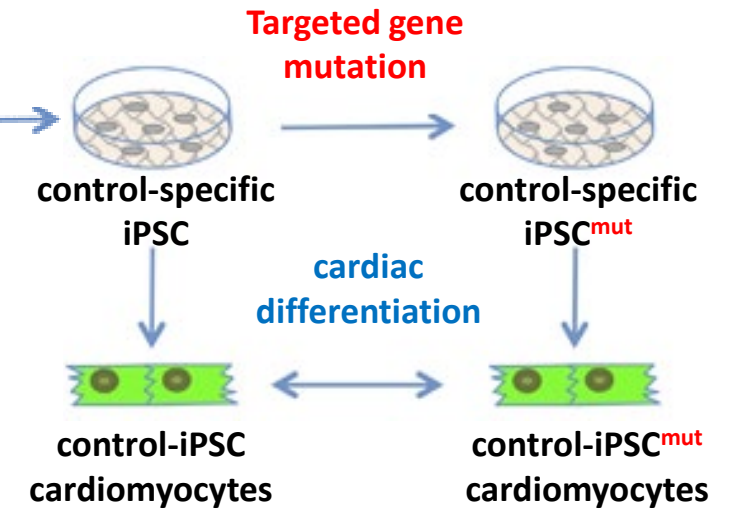 Targeted gene
mutation
control-specific
iPSC
control-specific
iPSCmut
cardiac
differentiation
control-iPSC
cardiomyocytes
control-iPSCmut
cardiomyocytes